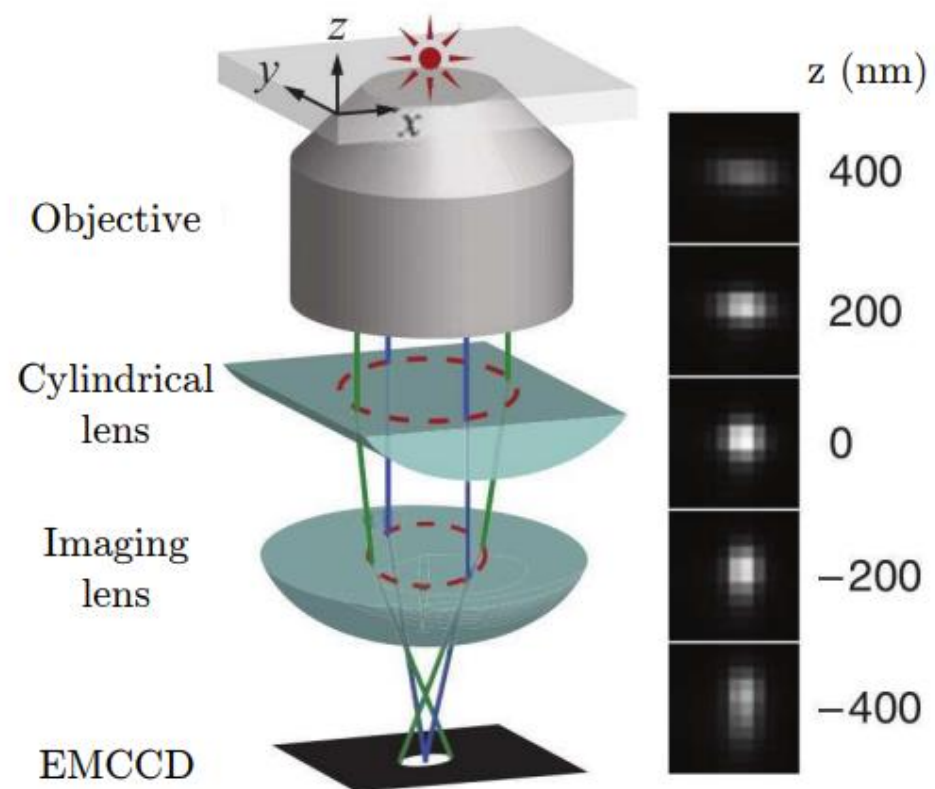 z
y
x
z (nm)
400
Objective
200
Cylindrical
lens
0
Imaging
lens
−200
−400
EMCCD